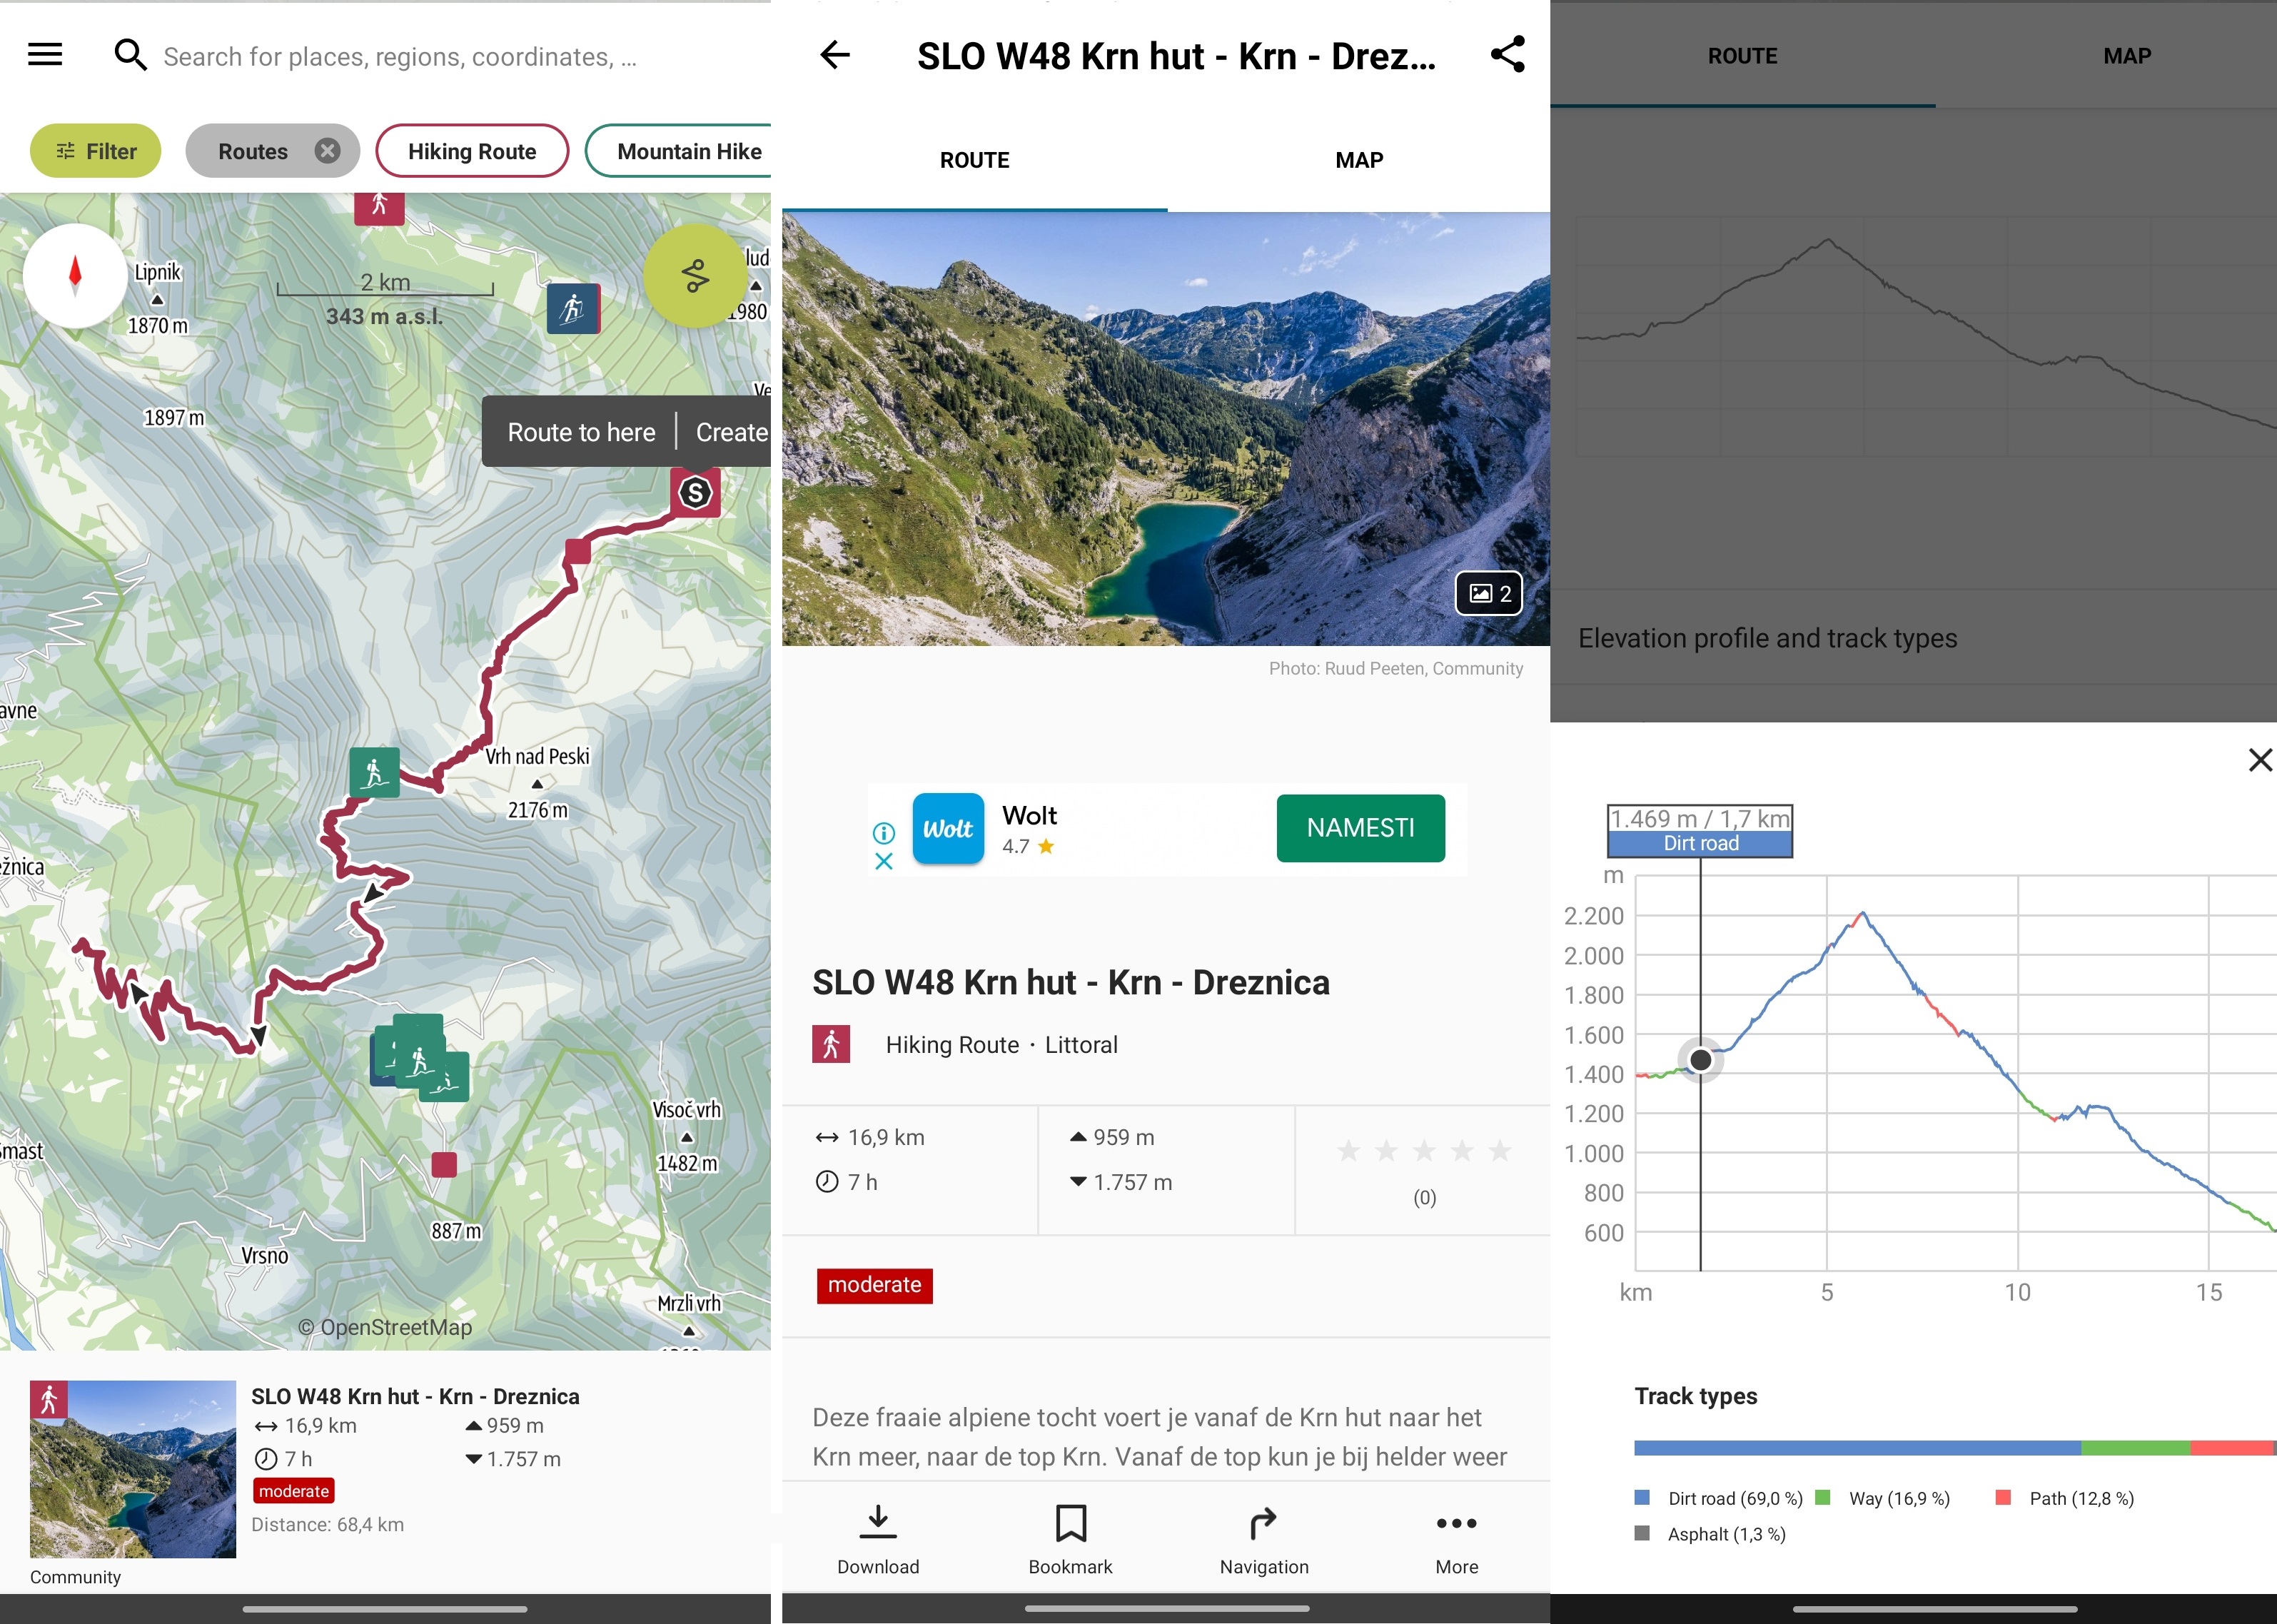 Search for places, regions, coordinates, ...
Filter
Routes
Hiking Route
Mountain Hike
Lipnik
1870 m
2 km
343 m a.s.l.
1980
1897 m
Route to here
Create
S
Vrh nad Peski
2176 m
Visoč vrh
1482 m
887 m
Vrsno
Mrzli vrh
© OpenStreetMap
SLO W48 Krn hut - Krn - Dreznica
16,9 km
959 m
7 h
1.757 m
moderate
Distance: 68,4 km
Community
SLO W48 Krn hut - Krn - Drez...
ROUTE
MAP
2
Photo: Ruud Peeten, Community
Wolt
Wolt
4.7
NAMESTI
SLO W48 Krn hut - Krn - Dreznica
Hiking Route · Littoral
16,9 km
959 m
7 h
1.757 m
(0)
moderate
Deze fraaie alpiene tocht voert je vanaf de Krn hut naar het
Krn meer, naar de top Krn. Vanaf de top kun je bij helder weer
Download
Bookmark
Navigation
More
ROUTE
MAP
Elevation profile and track types
1.469 m / 1,7 km
Dirt road
m
2.200
2.000
1.800
1.600
1.400
1.200
1.000
800
600
km
5
10
15
Track types
Dirt road (69,0 %)
Way (16,9 %)
Path (12,8 %)
Asphalt (1,3 %)